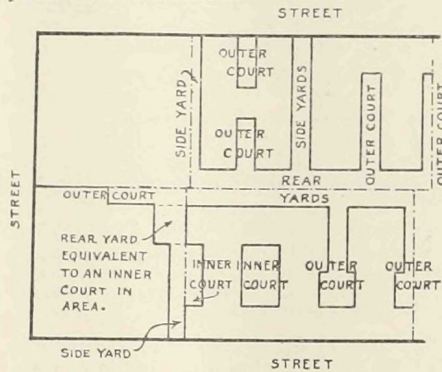 STREET
OUTER
COURT
SIDE YARD
SIDE YARDS
OUTER COURT
OUTER COURT
OUTER
COURT
REAR
YARDS
STREET
OUTER COURT
REAR YARD
EQUIVALENT
TO AN INNER
COURT IN
AREA.
INNER
COURT
INNER
COURT
OUTER
COURT
OUTER
COURT
SIDE YARD
STREET